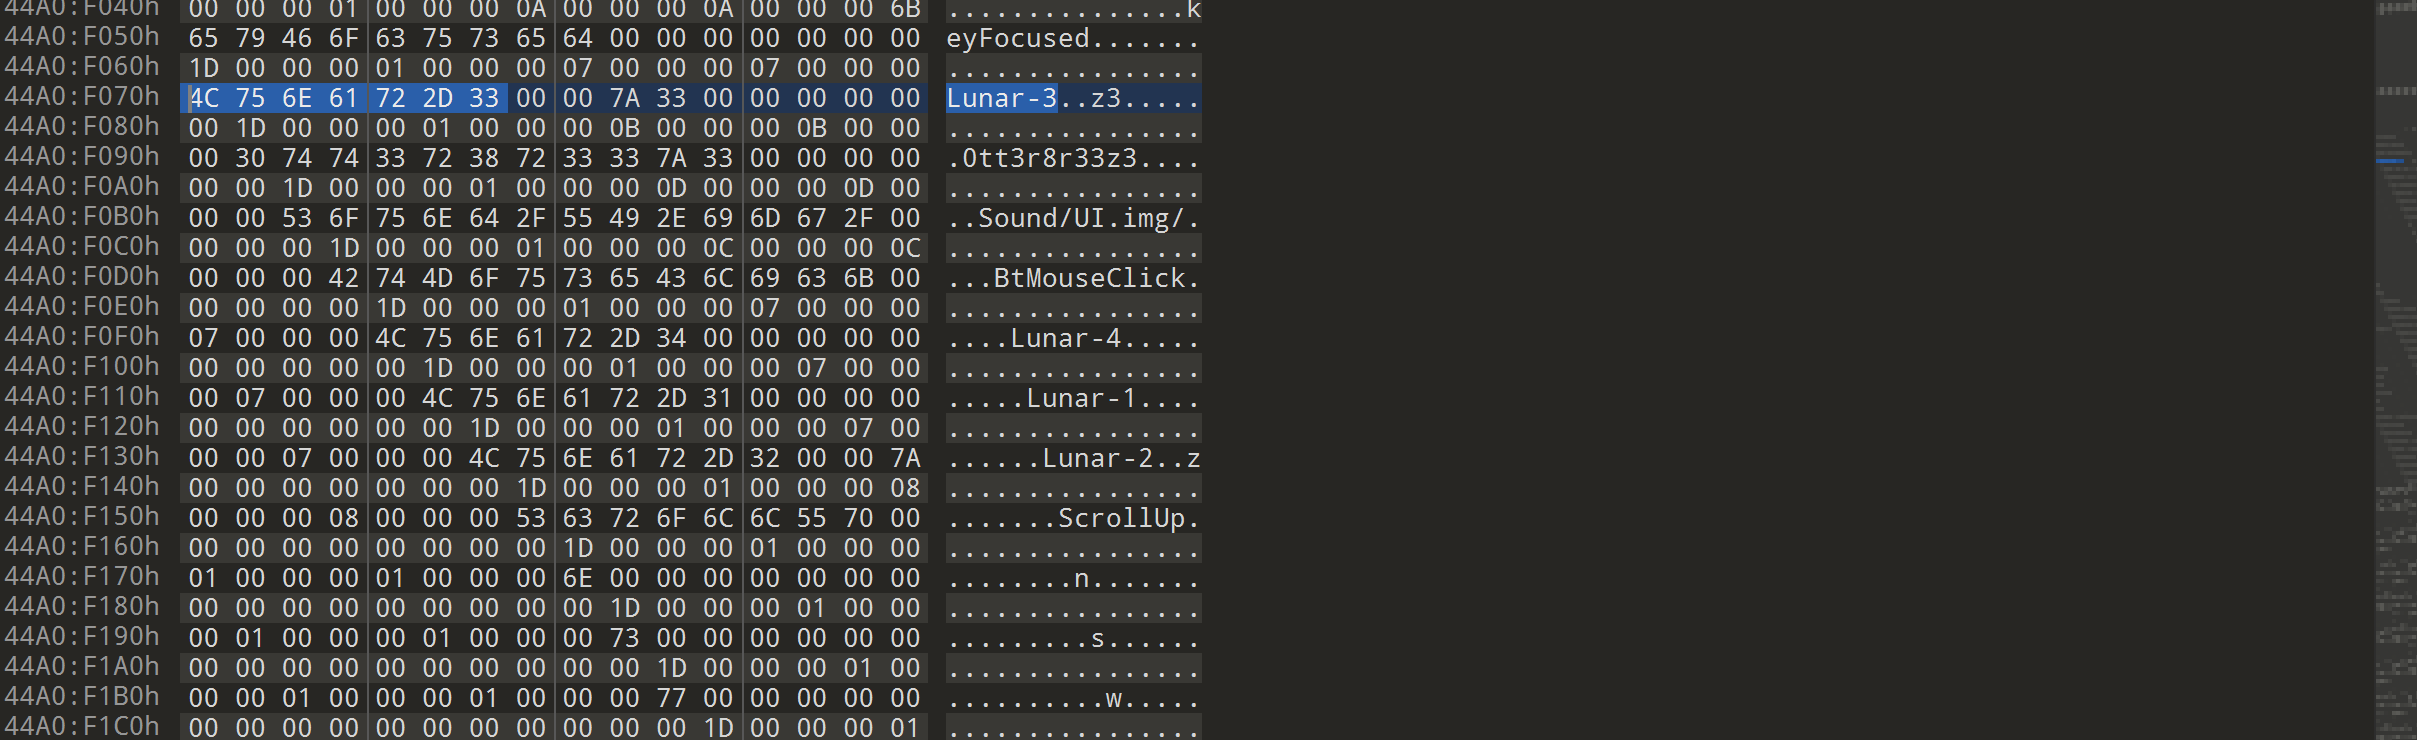 44A0:F040h 00 00 00 01 00 00 00 0A 00 00 00 0A 00 00 00 6B ...............k
44A0:F050h 65 79 46 6F 63 75 73 65 64 00 00 00 00 00 00 00 eyFocused.......
44A0:F060h 1D 00 00 00 01 00 00 00 07 00 00 00 07 00 00 00 ................
44A0:F070h 4C 75 6E 61 72 2D 33 00 00 7A 33 00 00 00 00 00 Lunar-3..z3.....
44A0:F080h 00 1D 00 00 00 01 00 00 00 0B 00 00 00 0B 00 00 ................
44A0:F090h 00 30 74 74 33 72 38 72 33 33 7A 33 00 00 00 00 .0tt3r8r33z3....
44A0:F0A0h 00 00 1D 00 00 00 01 00 00 00 0D 00 00 00 0D 00 ................
44A0:F0B0h 00 00 53 6F 75 6E 64 2F 55 49 2E 69 6D 67 2F 00 ..Sound/UI.img/.
44A0:F0C0h 00 00 00 1D 00 00 00 01 00 00 00 0C 00 00 00 0C ................
44A0:F0D0h 00 00 00 42 74 4D 6F 75 73 65 43 6C 69 63 6B 00 ...BtMouseClick.
44A0:F0E0h 00 00 00 00 1D 00 00 00 01 00 00 00 07 00 00 00 ................
44A0:F0F0h 07 00 00 00 4C 75 6E 61 72 2D 34 00 00 00 00 00 ....Lunar-4.....
44A0:F100h 00 00 00 00 00 1D 00 00 00 01 00 00 00 07 00 00 ................
44A0:F110h 00 07 00 00 00 4C 75 6E 61 72 2D 31 00 00 00 00 .....Lunar-1....
44A0:F120h 00 00 00 00 00 00 1D 00 00 00 01 00 00 00 07 00 ................
44A0:F130h 00 00 07 00 00 00 4C 75 6E 61 72 2D 32 00 00 7A ......Lunar-2..z
44A0:F140h 00 00 00 00 00 00 00 1D 00 00 00 01 00 00 00 08 ................
44A0:F150h 00 00 00 08 00 00 00 53 63 72 6F 6C 6C 55 70 00 .......ScrollUp.
44A0:F160h 00 00 00 00 00 00 00 00 1D 00 00 00 01 00 00 00 ................
44A0:F170h 01 00 00 00 01 00 00 00 6E 00 00 00 00 00 00 00 ........n.......
44A0:F180h 00 00 00 00 00 00 00 00 00 1D 00 00 00 01 00 00 ................
44A0:F190h 00 01 00 00 00 01 00 00 00 73 00 00 00 00 00 00 .........s......
44A0:F1A0h 00 00 00 00 00 00 00 00 00 00 1D 00 00 00 01 00 ................
44A0:F1B0h 00 00 01 00 00 00 01 00 00 00 77 00 00 00 00 00 ..........w.....
44A0:F1C0h 00 00 00 00 00 00 00 00 00 00 00 1D 00 00 00 01 ................